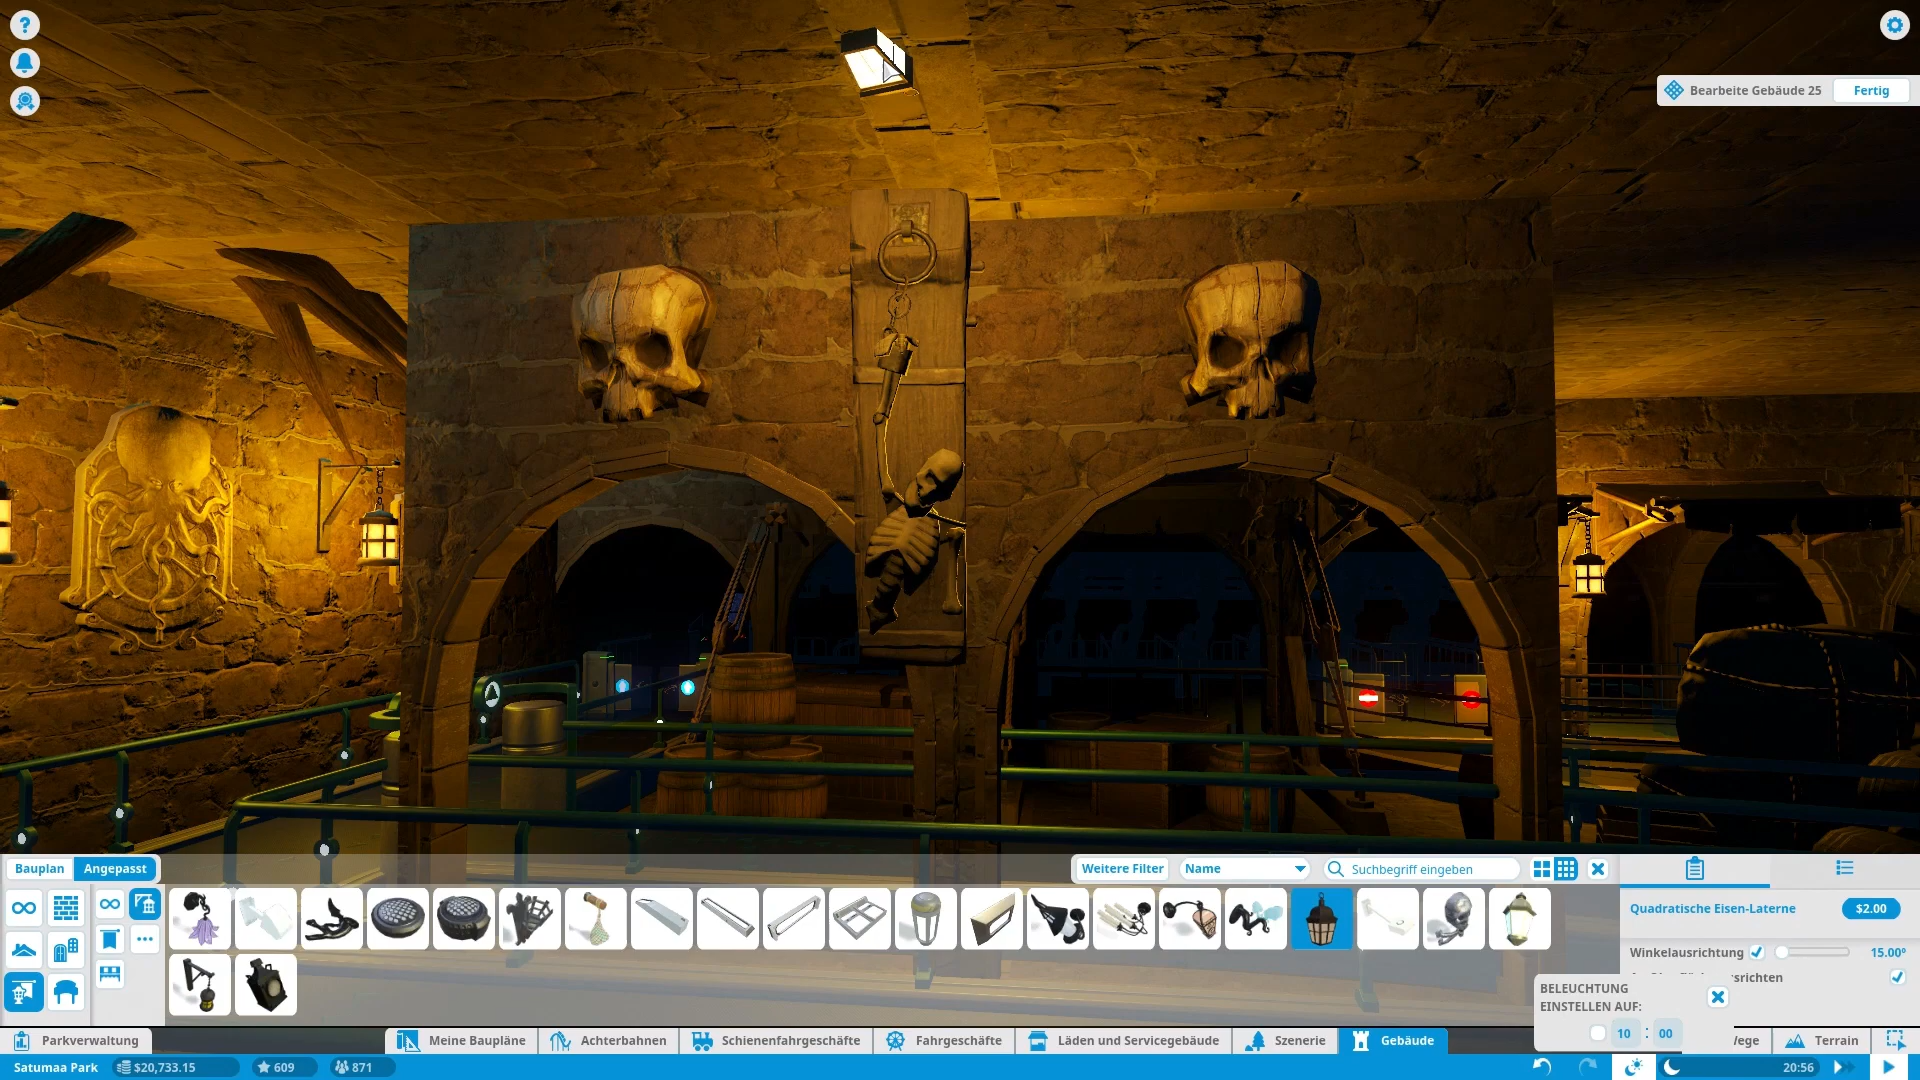 Bearbeite Gebäude 25 Fertig
Bauplan Angepasst
Weitere Filter Name Suchbegriff eingeben
Quadratische Eisen-Laterne $2.00
Winkelausrichtung 15.00°
BELEUCHTUNG
EINSTELLEN AUF:
10 : 00
Parkverwaltung Meine Baupläne Achterbahnen Schienenfahrgeschäfte Fahrgeschäfte Läden und Servicegebäude Szenerie Gebäude Terrain
Satumaa Park $20,733.15 609 871 20:56